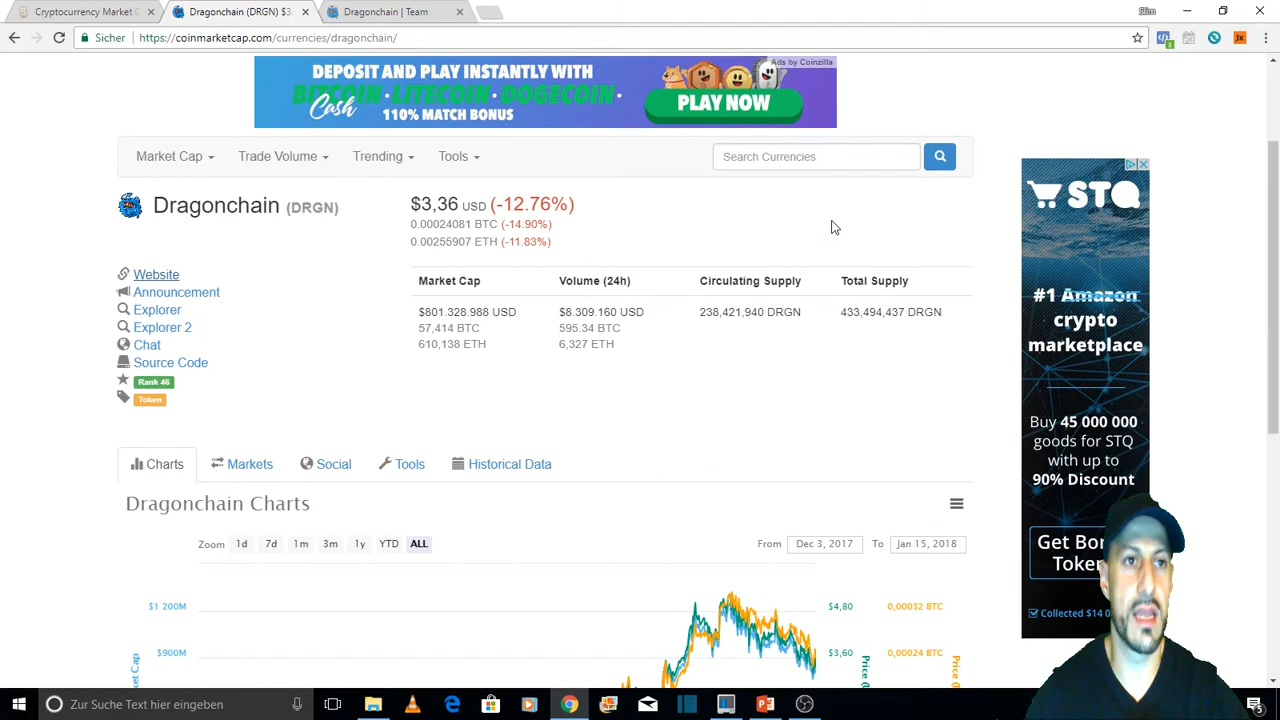 Cryptocurrency Market C
Dragonchain (DRGN) $3
Dragonchain | Team
Slim
Sicher
https://coinmarketcap.com/currencies/dragonchain/
Ads by Coinzilla
DEPOSIT AND PLAY INSTANTLY WITH
BITCOIN · LITECOIN · DOGECOIN ·
Cash
110% MATCH BONUS
PLAY NOW
Market Cap
Trade Volume
Trending
Tools
Search Currencies
Dragonchain (DRGN)
$3,36 USD (-12.76%)
0.00024081 BTC (-14.90%)
0.00255907 ETH (-11.83%)
Website
Announcement
Explorer
Explorer 2
Chat
Source Code
Rank 46
Token
Market Cap
Volume (24h)
Circulating Supply
Total Supply
$801.328.988 USD
$8.309.160 USD
238,421,940 DRGN
433,494,437 DRGN
57,414 BTC
595.34 BTC
610,138 ETH
6,327 ETH
STQ
#1 Amazon
crypto
marketplace
Buy 45 000 000
goods for STQ
with up to
90% Discount
Get Bon
Token
Collected $14 0
Charts
Markets
Social
Tools
Historical Data
Dragonchain Charts
Zoom 1d 7d 1m 3m 1y YTD ALL
From Dec 3, 2017 To Jan 15, 2018
$1 200M
$4,80
0,00032 BTC
$900M
$3,60
0,00024 BTC
ket Cap
Price (
Price (
Zur Suche Text hier eingeben